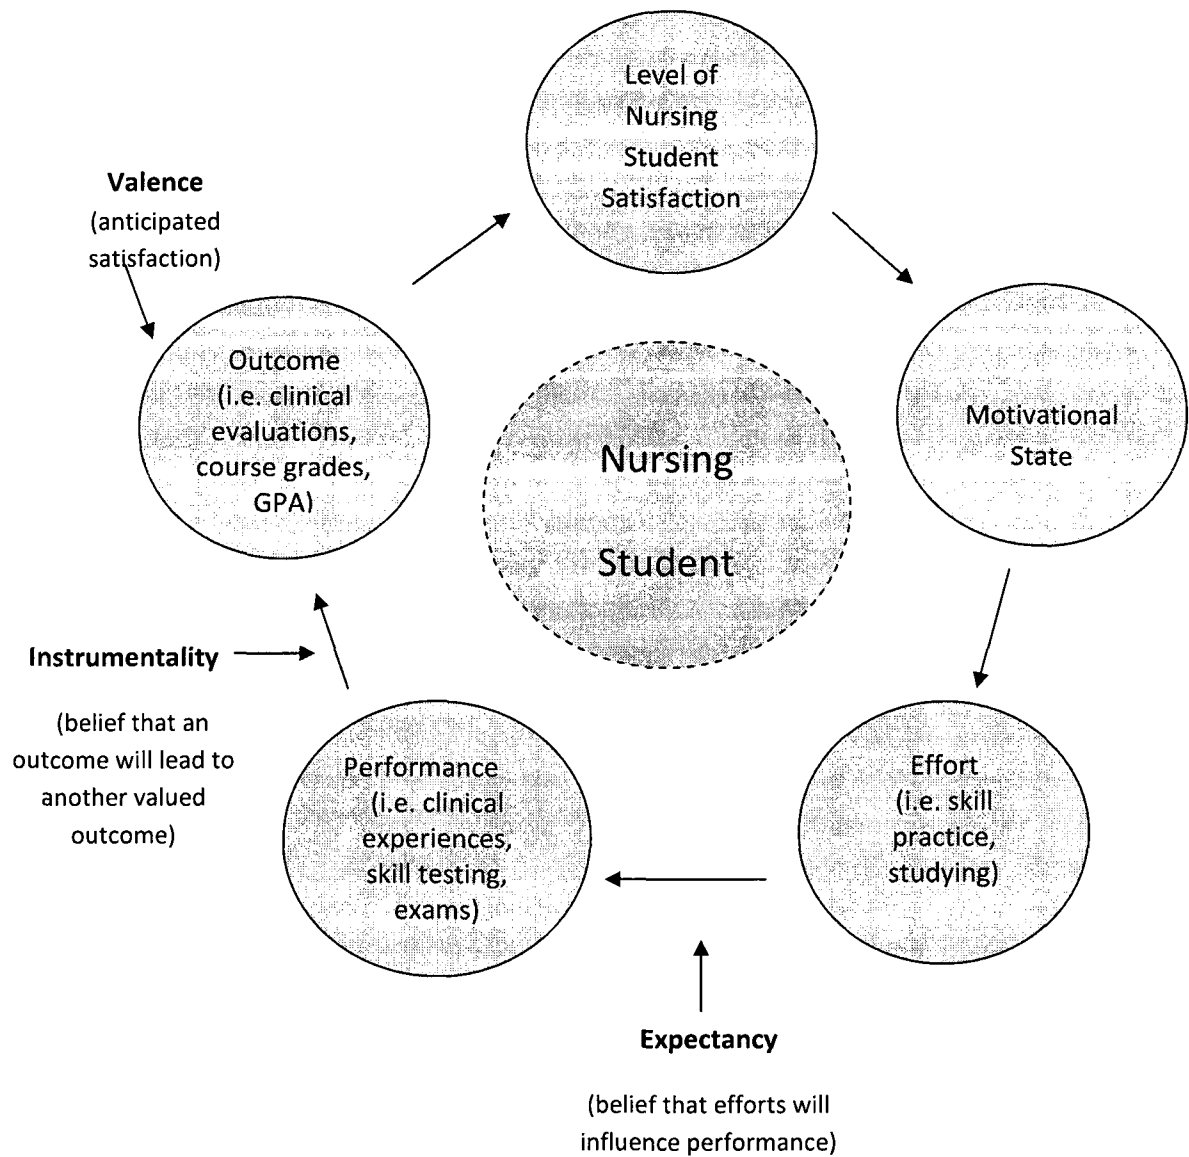 Level of
Nursing
Student
Satisfaction
Valence
(anticipated
satisfaction)
Outcome
(i.e. clinical
evaluations,
course grades,
GPA)
Motivational
State
Nursing
Student
Instrumentality
(belief that an
outcome will lead to
another valued
outcome)
Performance
(i.e. clinical
experiences,
skill testing,
exams)
Effort
(i.e. skill
practice,
studying)
Expectancy
(belief that efforts will
influence performance)